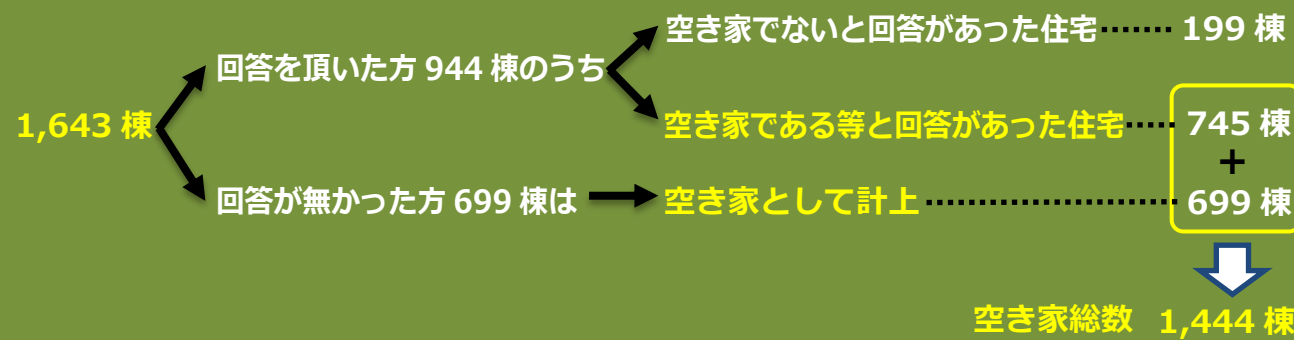 空き家でないと回答があった住宅……… 199 棟
回答を頂いた方 944 棟のうち
1,643 棟
空き家である等と回答があった住宅…… 745 棟
+
回答が無かった方 699 棟は
空き家として計上 ……………………… 699 棟
空き家総数 1,444 棟